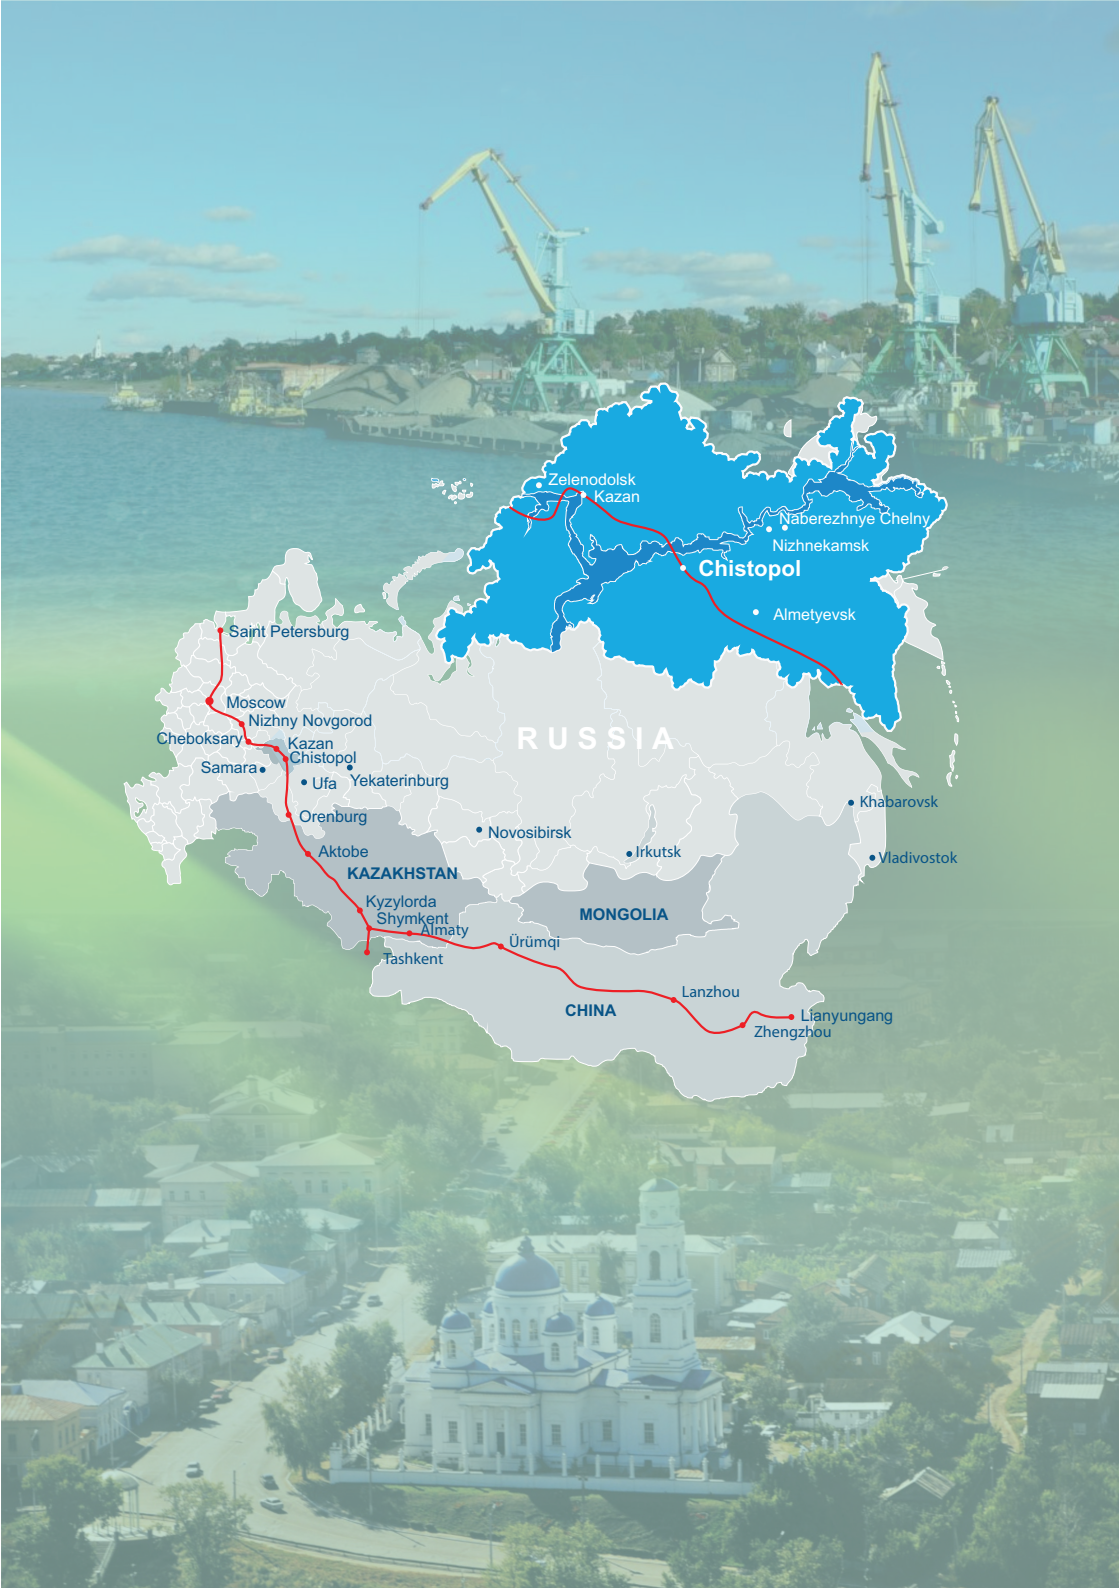 Zelenodolsk
Kazan
Naberezhnye Chelny
Nizhnekamsk
Chistopol
Almetyevsk
Saint Petersburg
Moscow
Nizhny Novgorod
RUSSIA
Cheboksary
Kazan
Chistopol
Samara
Ufa
Yekaterinburg
Khabarovsk
Orenburg
Novosibirsk
Aktobe
Irkutsk
Vladivostok
KAZAKHSTAN
Kyzylorda
Shymkent
MONGOLIA
Almaty
Ürümqi
Tashkent
Lanzhou
CHINA
Lianyungang
Zhengzhou